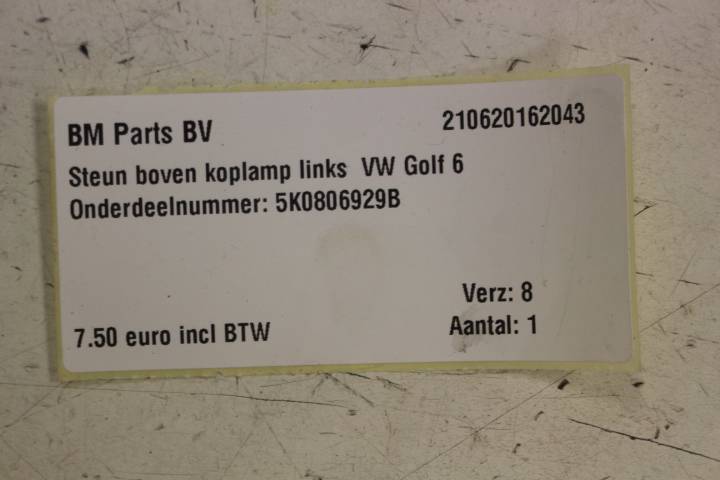 BM Parts BV
210620162043
Steun boven koplamp links VW Golf 6
Onderdeelnummer: 5K0806929B
Verz: 8
7.50 euro incl BTW
Aantal: 1